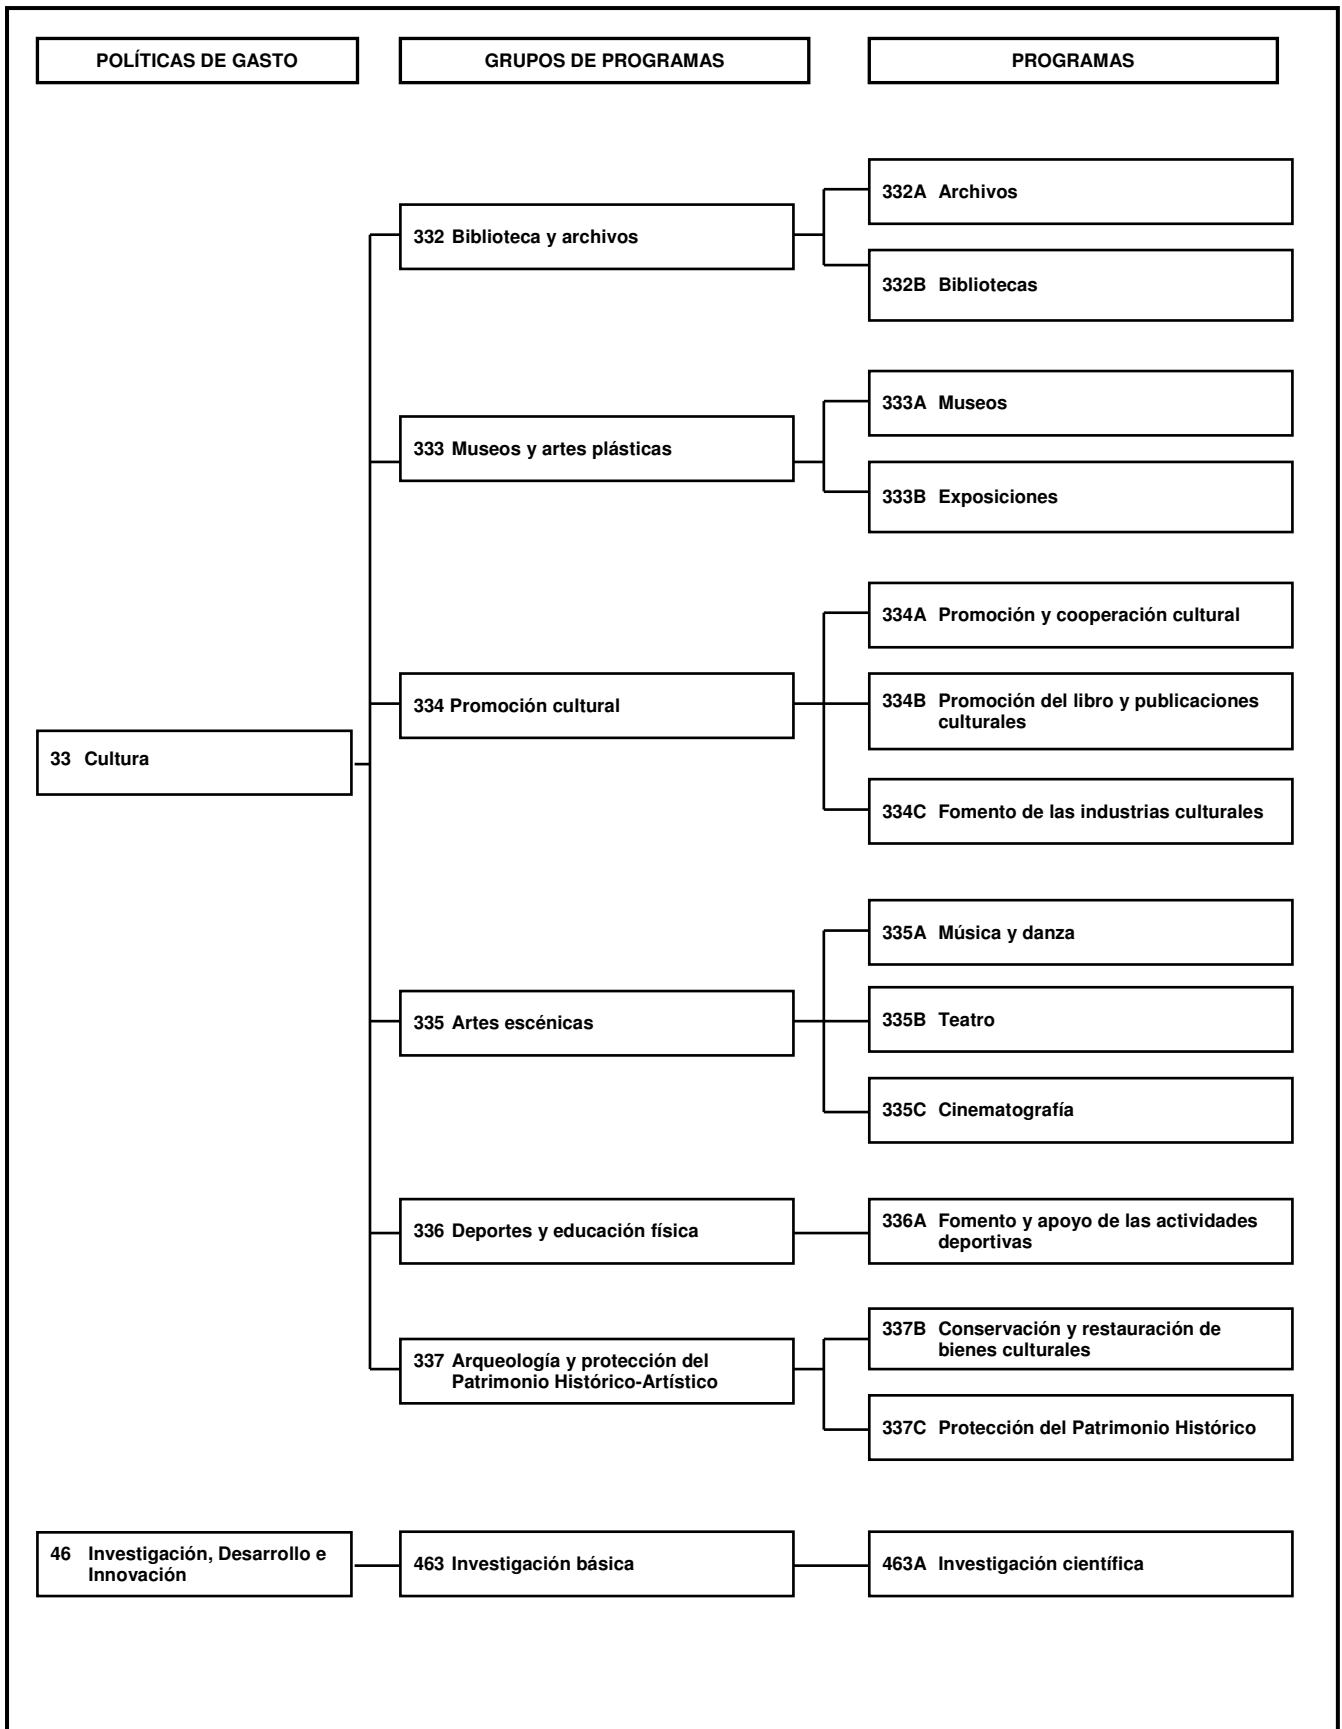 POLÍTICAS DE GASTO
GRUPOS DE PROGRAMAS
PROGRAMAS
332A Archivos
332 Biblioteca y archivos
332B Bibliotecas
333A Museos
333 Museos y artes plásticas
333B Exposiciones
334A Promoción y cooperación cultural
334 Promoción cultural
334B Promoción del libro y publicaciones
culturales
33 Cultura
334C Fomento de las industrias culturales
335A Música y danza
335 Artes escénicas
335B Teatro
335C Cinematografía
336 Deportes y educación física
336A Fomento y apoyo de las actividades
deportivas
337B Conservación y restauración de
bienes culturales
337 Arqueología y protección del
Patrimonio Histórico-Artístico
337C Protección del Patrimonio Histórico
46 Investigación, Desarrollo e
Innovación
463 Investigación básica
463A Investigación científica